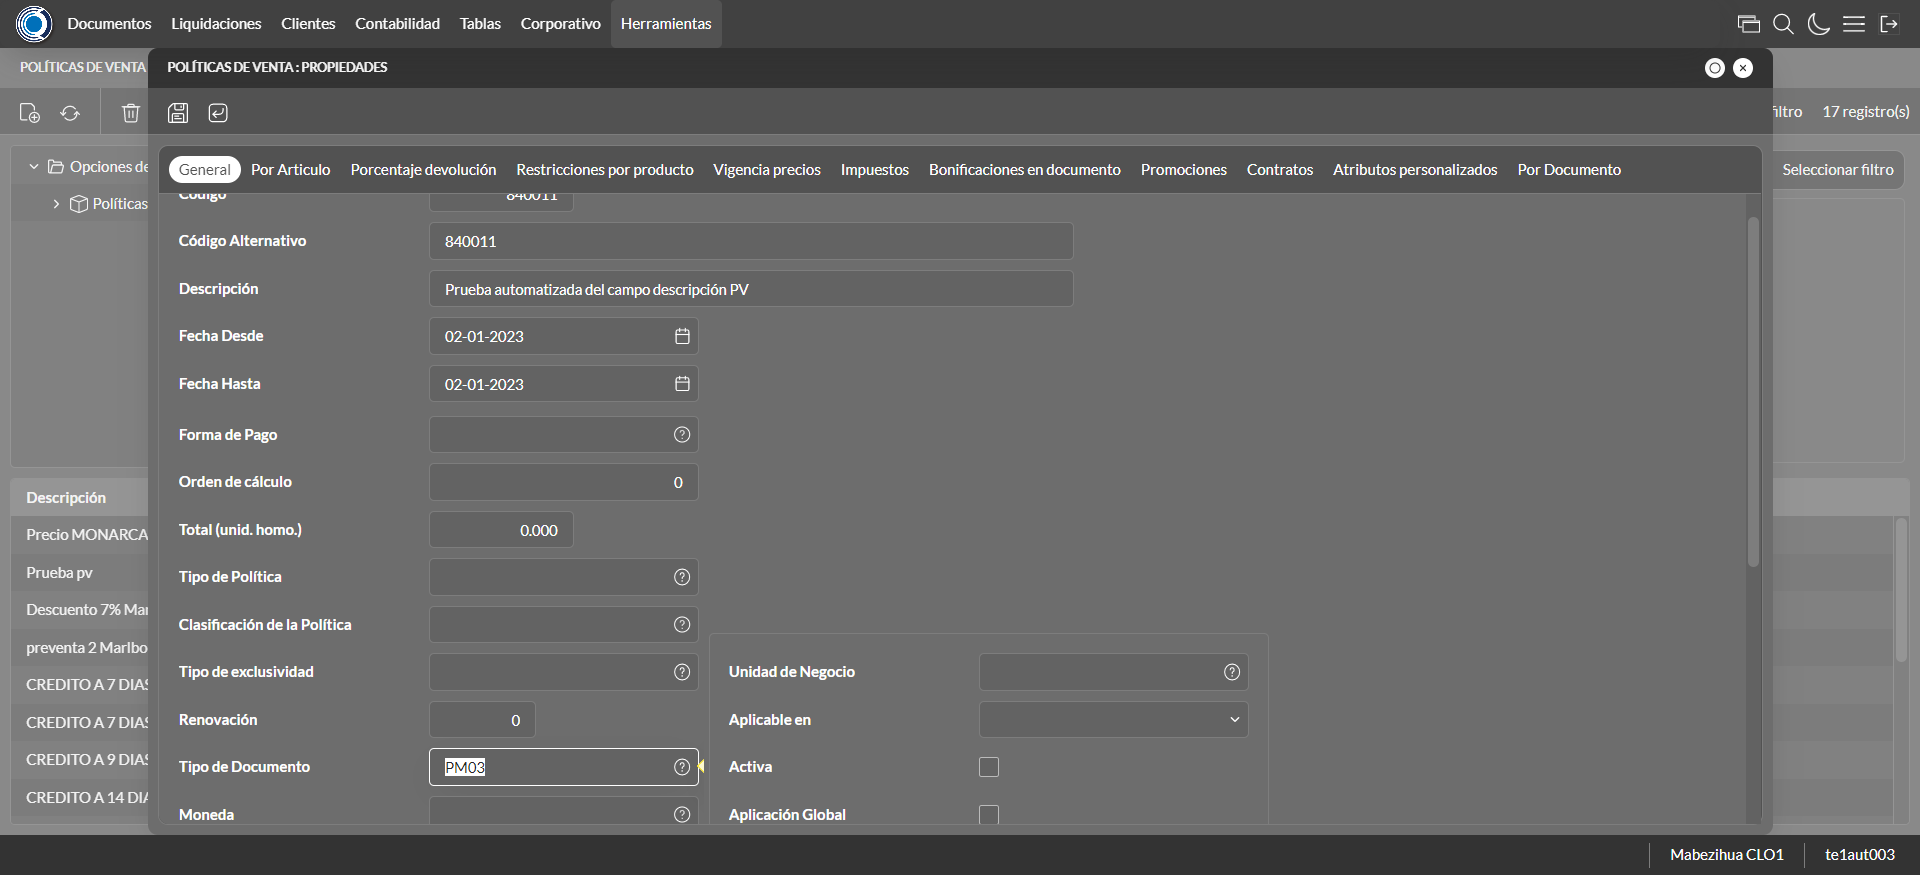 Documentos Liquidaciones Clientes Contabilidad Tablas Corporativo Herramientas
POLÍTICAS DE VENTA
POLÍTICAS DE VENTA : PROPIEDADES
filtro 17 registro(s)
General Por Articulo Porcentaje devolución Restricciones por producto Vigencia precios Impuestos Bonificaciones en documento Promociones Contratos Atributos personalizados Por Documento
Opciones de
Seleccionar filtro
Políticas
Código 840011
Código Alternativo 840011
Descripción Prueba automatizada del campo descripción PV
Fecha Desde 02-01-2023
Fecha Hasta 02-01-2023
Forma de Pago
Orden de cálculo 0
Total (unid. homo.) 0.000
Tipo de Política
Clasificación de la Política
Tipo de exclusividad
Renovación 0
Tipo de Documento PM03
Moneda
Unidad de Negocio
Aplicable en
Activa
Aplicación Global
Descripción
Precio MONARCA
Prueba pv
Descuento 7% Mar
preventa 2 Marlbo
CREDITO A 7 DIAS
CREDITO A 7 DIAS
CREDITO A 9 DIAS
CREDITO A 14 DIA
Mabezihua CLO1 te1aut003